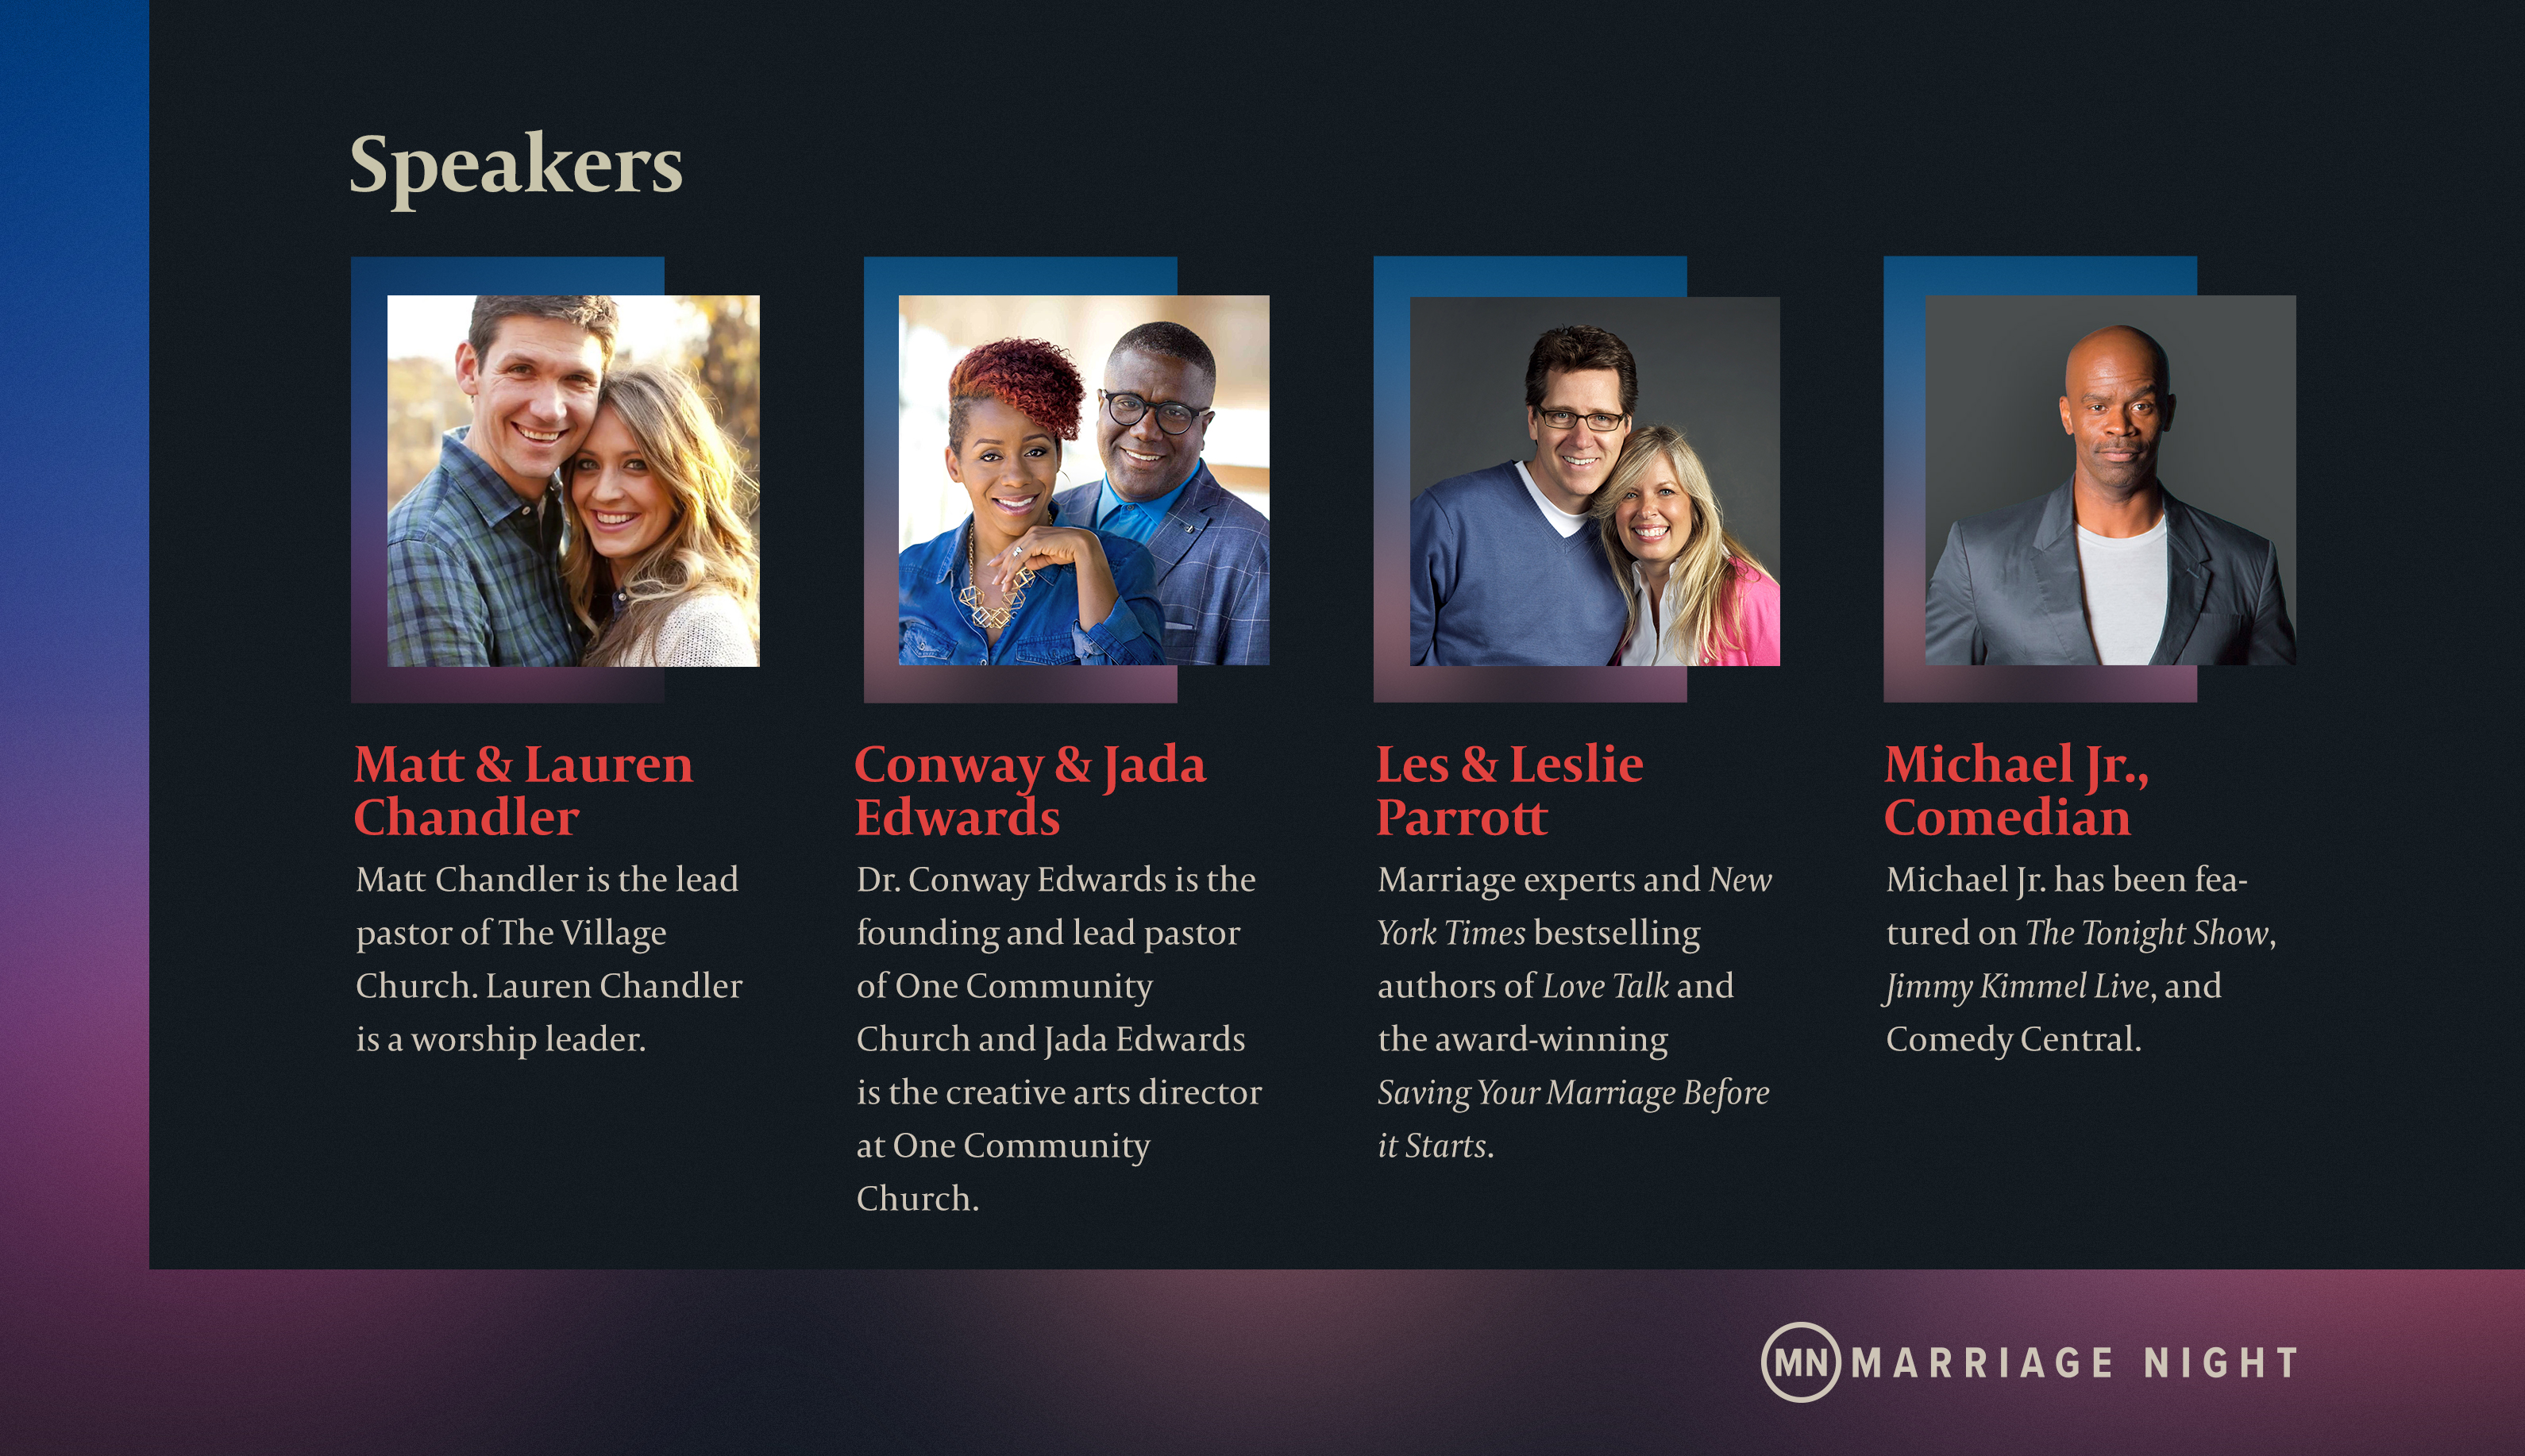 Speakers
Matt & Lauren
Chandler
Matt Chandler is the lead
pastor of The Village
Church. Lauren Chandler
is a worship leader.
Conway & Jada
Edwards
Dr. Conway Edwards is the
founding and lead pastor
of One Community
Church and Jada Edwards
is the creative arts director
at One Community
Church.
Les & Leslie
Parrott
Marriage experts and New
York Times bestselling
authors of Love Talk and
the award-winning
Saving Your Marriage Before
it Starts.
Michael Jr.,
Comedian
Michael Jr. has been fea-
tured on The Tonight Show,
Jimmy Kimmel Live, and
Comedy Central.
MN MARRIAGE NIGHT